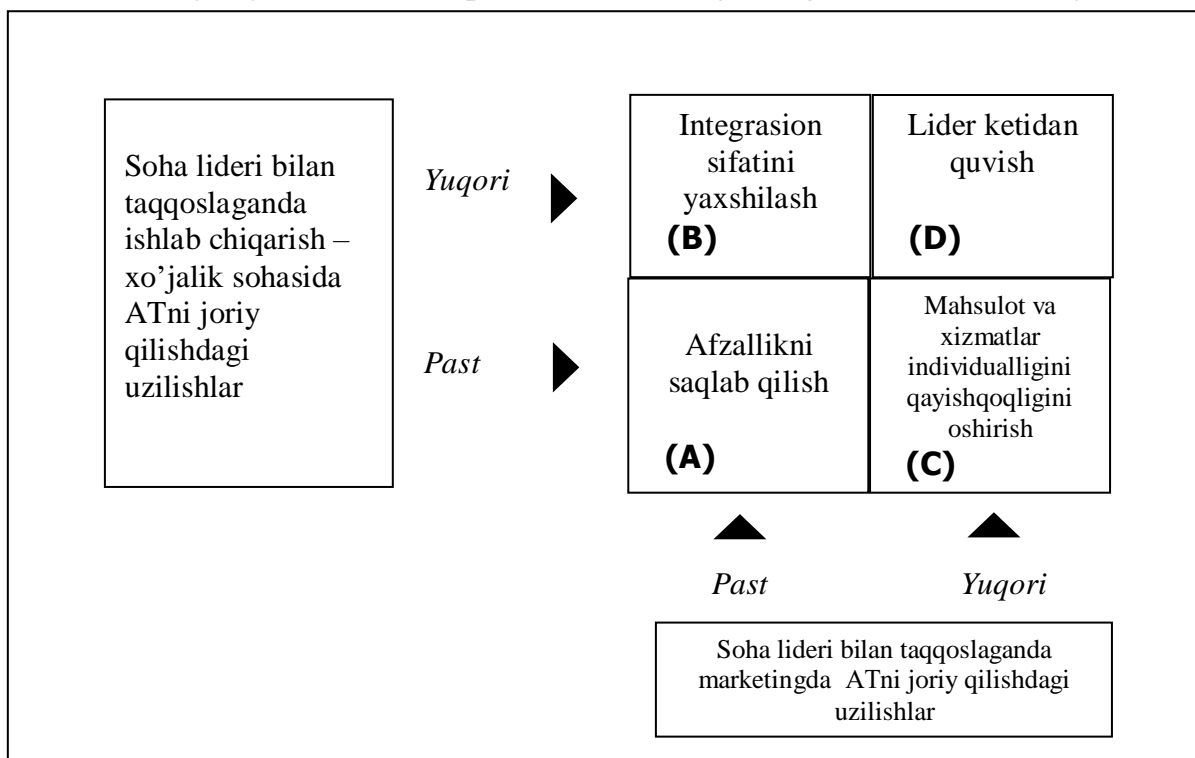 Soha lideri bilan
taqqoslaganda
ishlab chiqarish –
xo’jalik sohasida
ATni joriy
qilishdagi
uzilishlar
Yuqori
Past
Integrasion
sifatini
yaxshilash
(B)
Lider ketidan
quvish
(D)
Afzallikni
saqlab qilish
(A)
Mahsulot va
xizmatlar
individualligini
qayishqoqligini
oshirish
(C)
Past
Yuqori
Soha lideri bilan taqqoslaganda
marketingda ATni joriy qilishdagi
uzilishlar